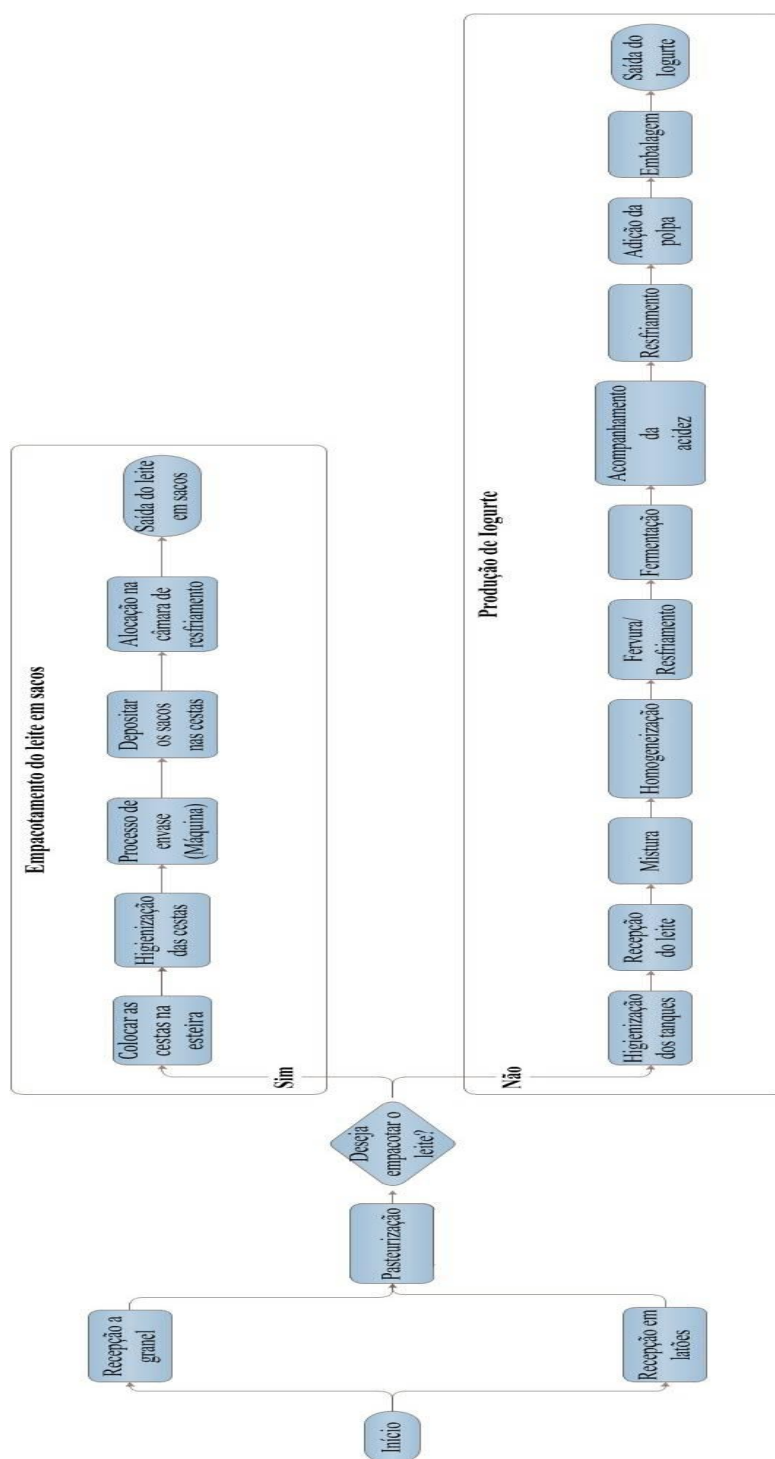 Início
Recepção a
granel
Recepção em
latões
Pasteurização
Deseja
empacotar o
leite?
Sim
Não
Empacotamento do leite em sacos
Colocar as
cestas na
esteira
Higienização
das cestas
Processo de
envase
(Máquina)
Depositar
os sacos
nas cestas
Alocação na
câmara de
resfriamento
Saída do leite
em sacos
Produção de Iogurte
Higienização
dos tanques
Recepção
do leite
Mistura
Homogeneização
Fervura/
Resfriamento
Fermentação
Acompanhamento
da
acidez
Resfriamento
Adição da
polpa
Embalagem
Saída do
Iogurte